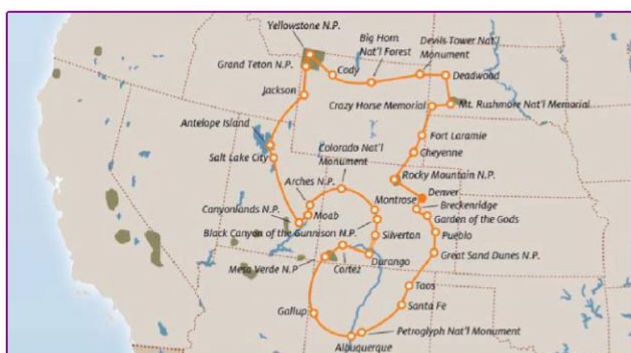 Yellowstone N.P.
Big Horn
Nat'l Forest
Devils Tower Nat'l
Monument
Grand Teton N.P.
Cody
Deadwood
Jackson
Crazy Horse Memorial
Mt. Rushmore Nat'l Memorial
Antelope Island
Fort Laramie
Colorado Nat'l
Monument
Cheyenne
Salt Lake City
Arches N.P.
Rocky Mountain N.P.
Denver
Montrose
Breckenridge
Canyonlands N.P.
Moab
Garden of the Gods
Black Canyon of the Gunnison N.P.
Silverton
Pueblo
Great Sand Dunes N.P.
Mesa Verde N.P
Cortez
Durango
Taos
Santa Fe
Gallup
Petroglyph Nat'l Monument
Albuquerque